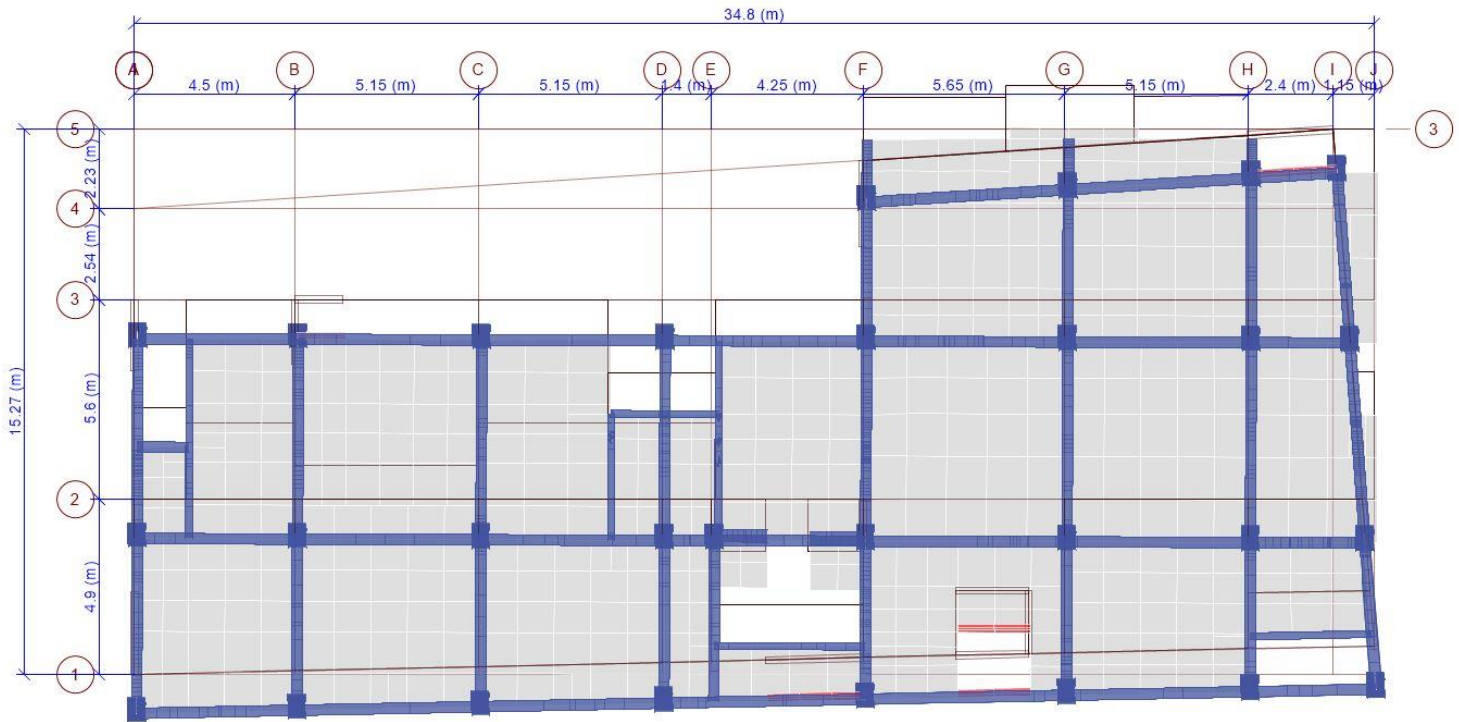 34.8 (m)
A B C D E F G H I J
4.5 (m) 5.15 (m) 5.15 (m) 1.4 (m) 4.25 (m) 5.65 (m) 5.15 (m) 2.4 (m) 1.15 (m)
5
3
2.23 (m)
4
2.54 (m)
3
15.27 (m)
5.6 (m)
2
4.9 (m)
1